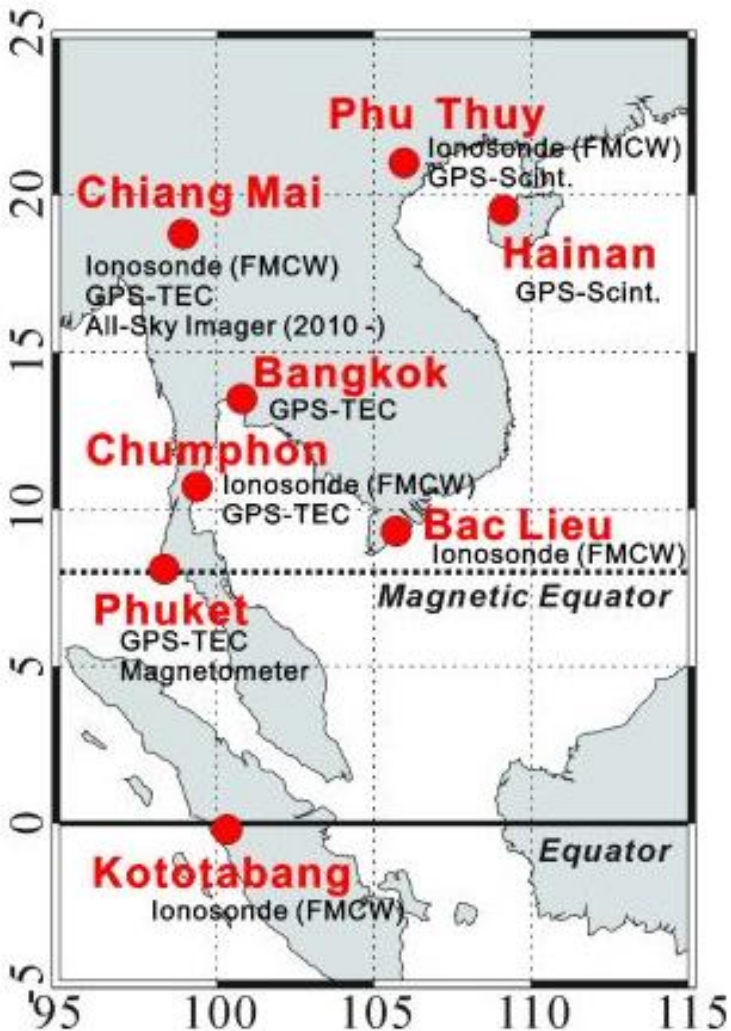 25
Phu Thuy
Ionosonde (FMCW)
GPS-Scint.
20
Chiang Mai
Ionosonde (FMCW)
GPS-TEC
All-Sky Imager (2010 -)
Hainan
GPS-Scint.
15
Bangkok
GPS-TEC
Chumphon
Ionosonde (FMCW)
GPS-TEC
10
Bac Lieu
Ionosonde (FMCW)
Magnetic Equator
Phuket
GPS-TEC
Magnetometer
5
0
Equator
Kototabang
Ionosonde (FMCW)
-5
95 100 105 110 115